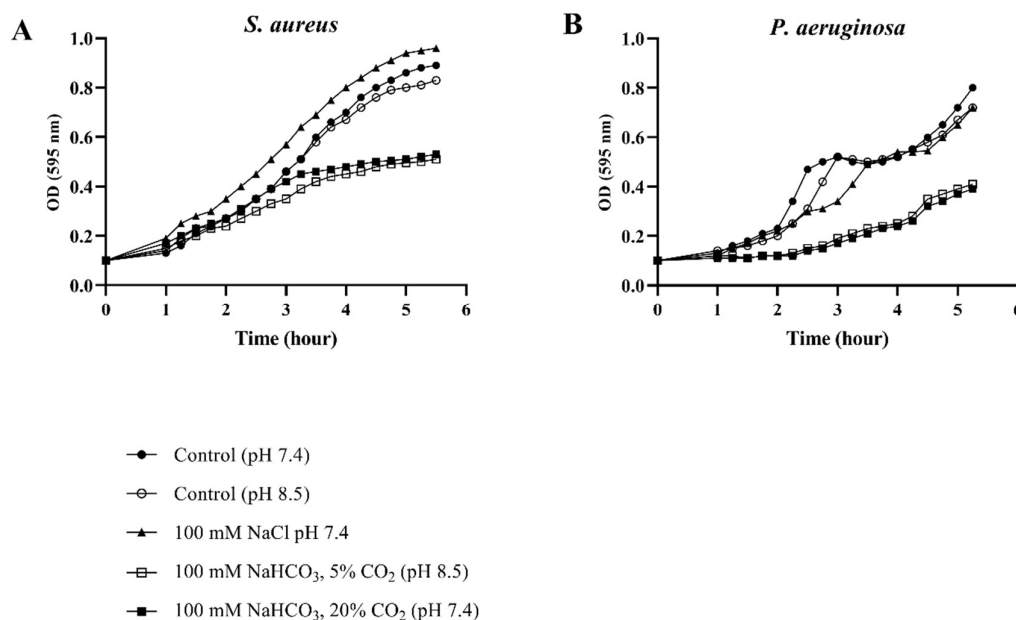 A
S. aureus
OD (595 nm)
1.0
0.8
0.6
0.4
0.2
0.0
0 1 2 3 4 5 6
Time (hour)
B
P. aeruginosa
OD (595 nm)
1.0
0.8
0.6
0.4
0.2
0.0
0 1 2 3 4 5
Time (hour)
Control (pH 7.4)
Control (pH 8.5)
100 mM NaCl pH 7.4
100 mM NaHCO₃, 5% CO₂ (pH 8.5)
100 mM NaHCO₃, 20% CO₂ (pH 7.4)